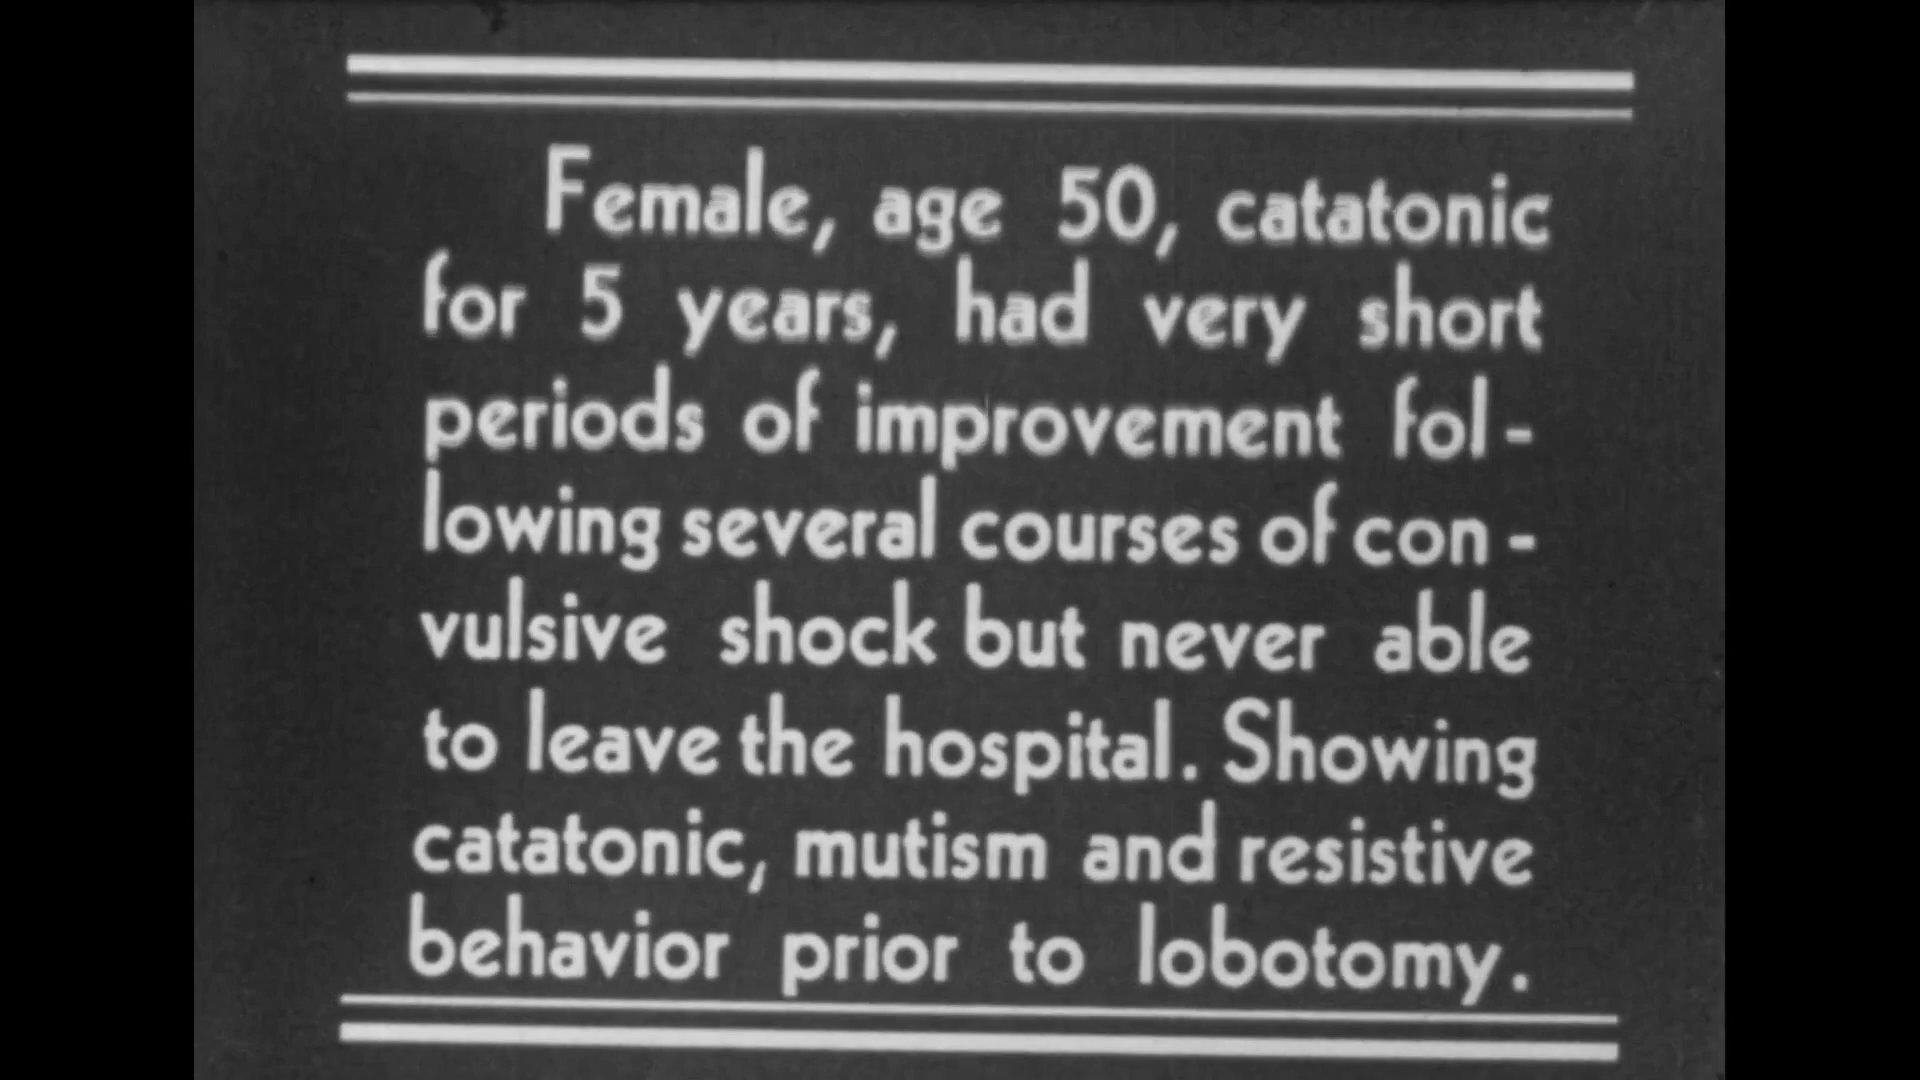 Female, age 50, catatonic
for 5 years, had very short
periods of improvement fol-
lowing several courses of con-
vulsive shock but never able
to leave the hospital. Showing
catatonic, mutism and resistive
behavior prior to lobotomy.